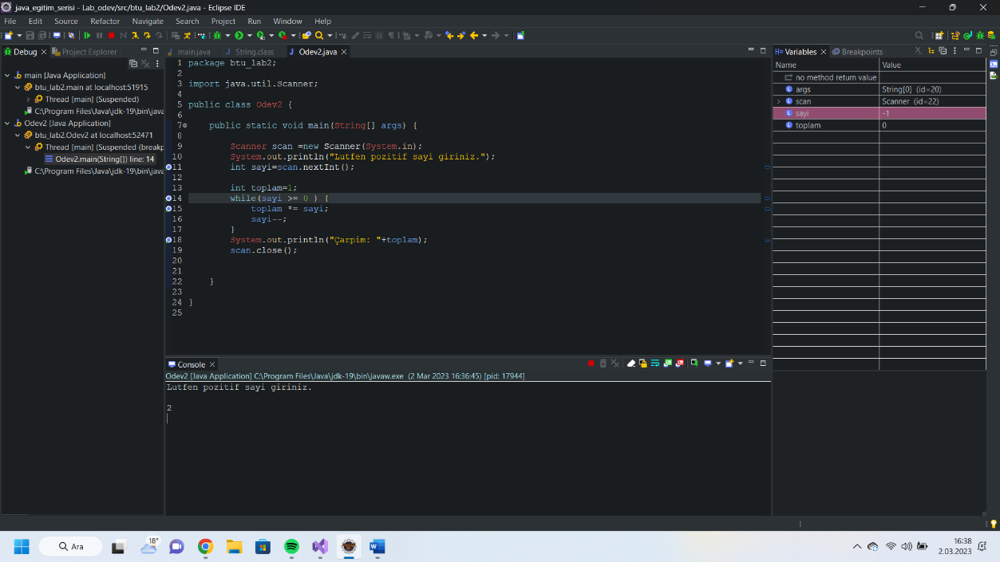 java_egitim_serisi - Lab_odev/src/btu_lab2/Odev2.java - Eclipse IDE
File Edit Source Refactor Navigate Search Project Run Window Help
Debug Project Explorer
main [Java Application]
btu_lab2.main at localhost:51915
Thread [main] (Suspended)
C:\Program Files\Java\jdk-19\bin\java
Odev2 [Java Application]
btu_lab2.Odev2 at localhost:52471
Thread [main] (Suspended (breakp
Odev2.main(String[]) line: 14
C:\Program Files\Java\jdk-19\bin\java
main.java String.class Odev2.java
1 package btu_lab2;
2
3 import java.util.Scanner;
4
5 public class Odev2 {
6
7 public static void main(String[] args) {
8
9 Scanner scan =new Scanner(System.in);
10 System.out.println("Lutfen pozitif sayi giriniz.");
11 int sayi=scan.nextInt();
12
13 int toplam=1;
14 while(sayi >= 0 ) {
15 toplam *= sayi;
16 sayi--;
17 }
18 System.out.println("Çarpim: "+toplam);
19 scan.close();
20
21
22 }
23
24 }
25
Console
Odev2 [Java Application] C:\Program Files\Java\jdk-19\bin\javaw.exe (2 Mar 2023 16:36:45) [pid: 17944]
Lutfen pozitif sayi giriniz.
2
Variables Breakpoints
Name Value
no method return value
args String[0] (id=20)
scan Scanner (id=22)
sayi -1
toplam 0
Ara
18°
16:38
2.03.2023